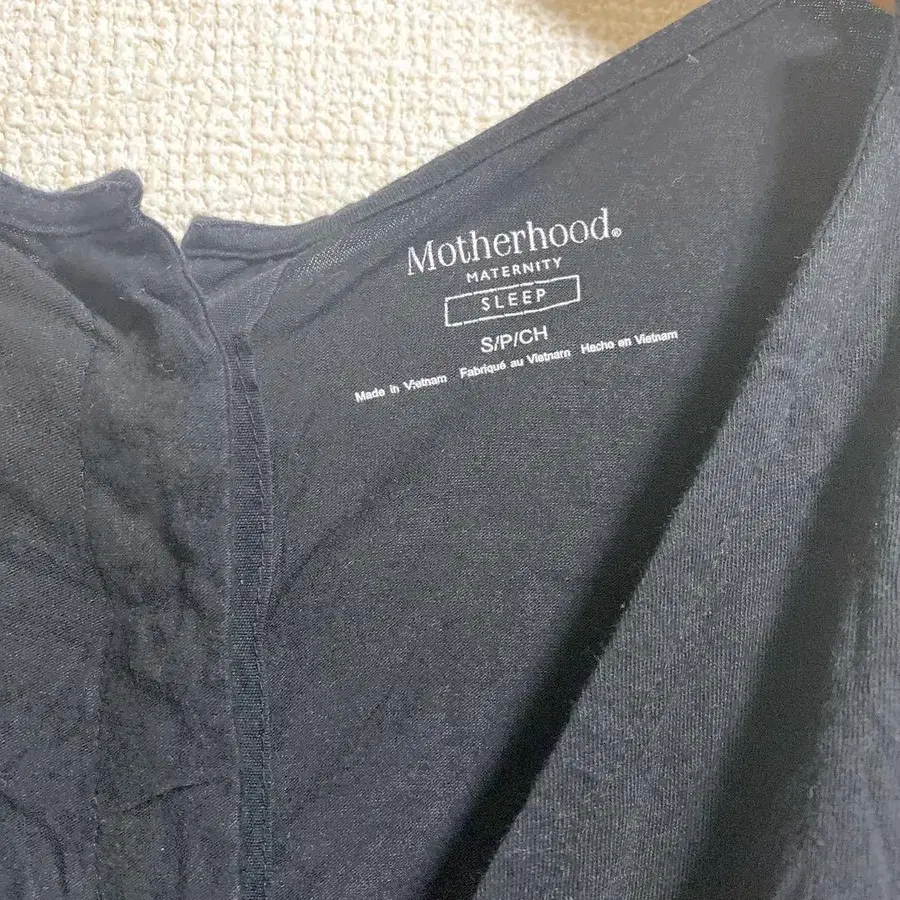 Motherhood®
MATERNITY
SLEEP
S/P/CH
Made in Vietnam Fabriqué au Vietnam Hecho en Vietnam